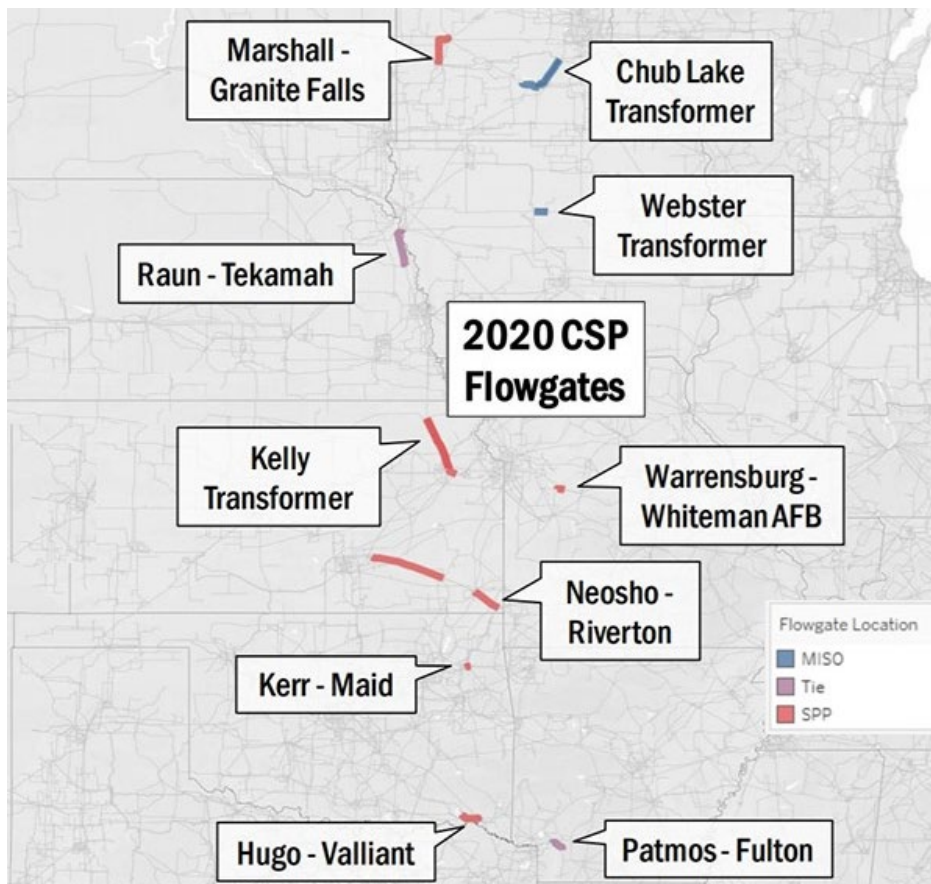 Marshall -
Granite Falls
Chub Lake
Transformer
Webster
Transformer
Raun - Tekamah
2020 CSP
Flowgates
Kelly
Transformer
Warrensburg -
Whiteman AFB
Neosho -
Riverton
Flowgate Location
MISO
Tie
SPP
Kerr - Maid
Hugo - Valliant
Patmos - Fulton